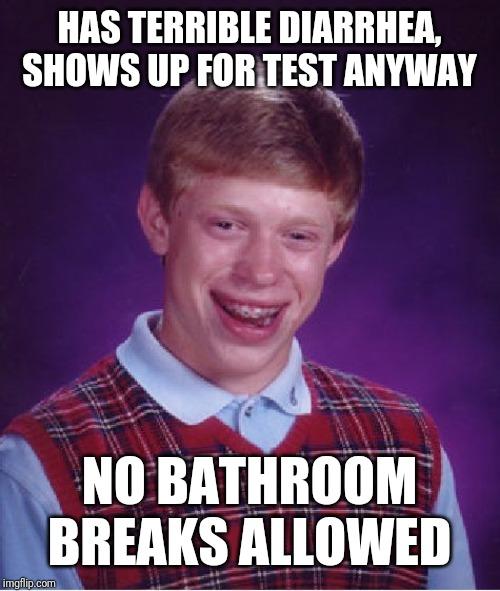 HAS TERRIBLE DIARRHEA,
SHOWS UP FOR TEST ANYWAY
NO BATHROOM
BREAKS ALLOWED
imgflip.com